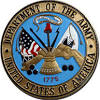 DEPARTMENT OF THE ARMY
1775
UNITED STATES OF AMERICA